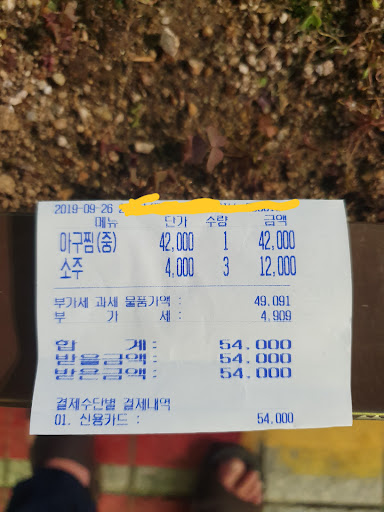 2019-09-26
메뉴 단가 수량 금액
아구찜(중) 42,000 1 42,000
소주 4,000 3 12,000
부가세 과세 물품가액 : 49,091
부 가 세 : 4,909
합 계 : 54,000
받을금액 : 54,000
받은금액 : 54,000
결제수단별 결제내역
01. 신용카드 : 54,000